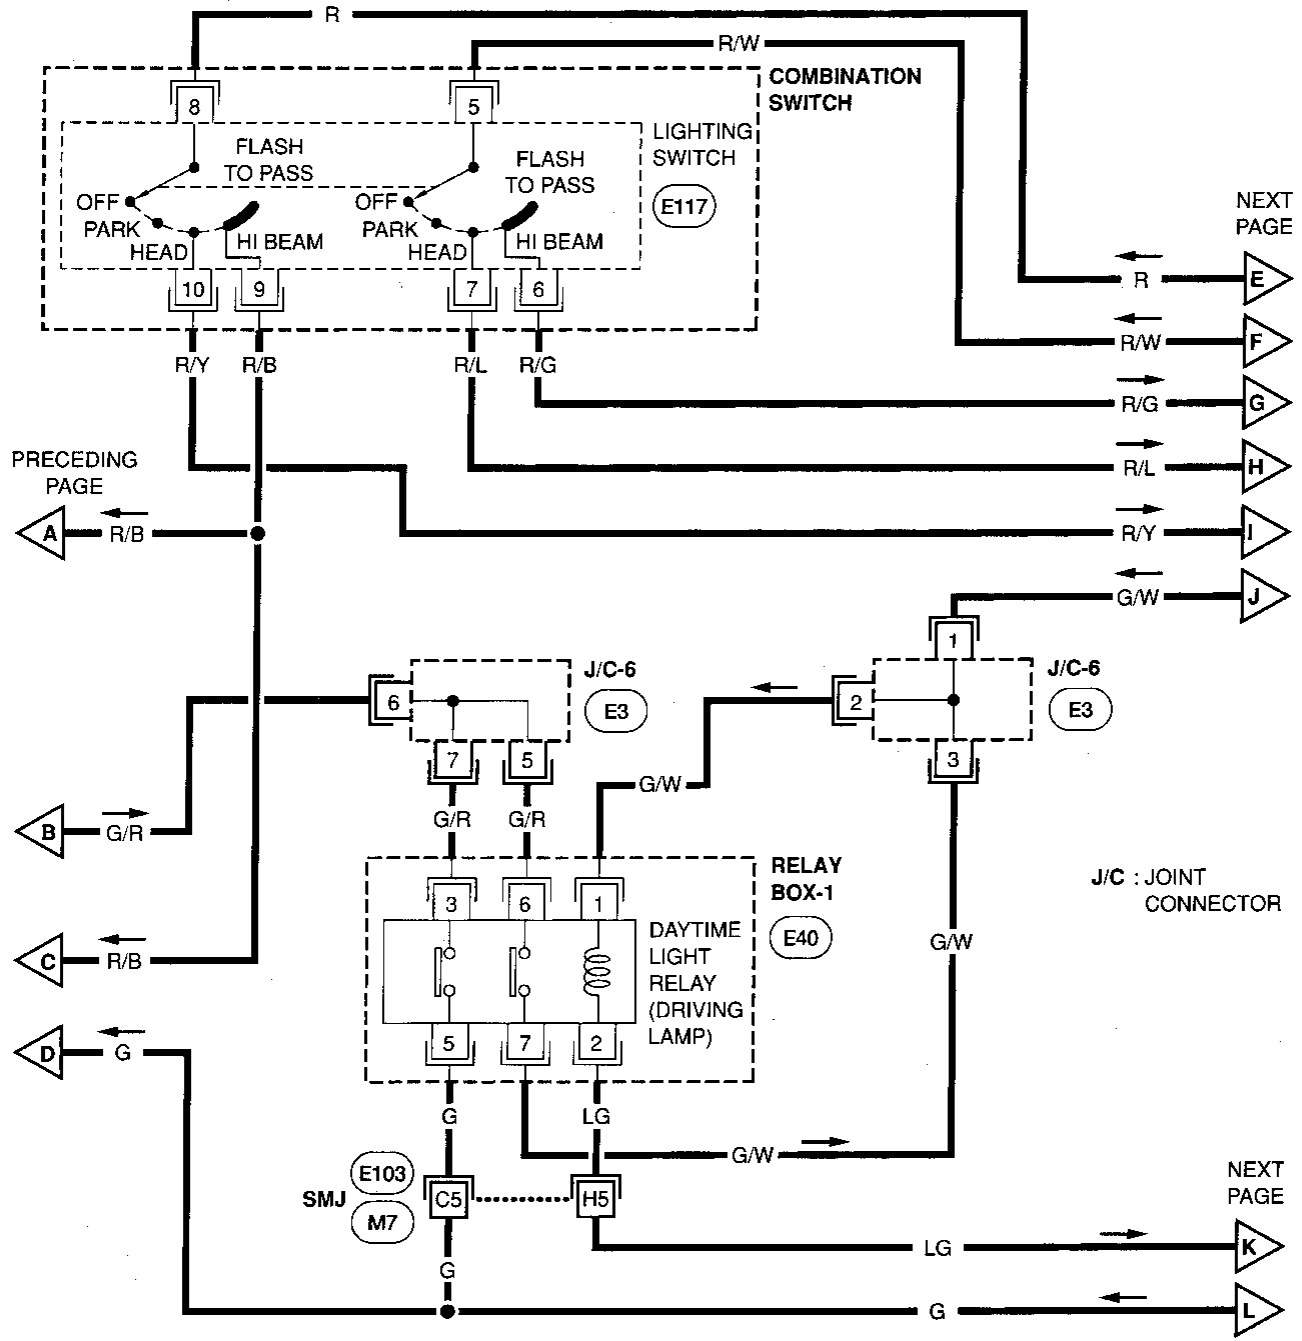 R
R/W
COMBINATION
SWITCH
8
5
LIGHTING
SWITCH
FLASH
TO PASS
FLASH
TO PASS
E117
OFF
PARK
HEAD
HI BEAM
OFF
PARK
HEAD
HI BEAM
NEXT
PAGE
10
9
7
6
R
E
R/W
F
R/Y
R/B
R/L
R/G
R/G
G
PRECEDING
PAGE
R/L
H
A
R/B
R/Y
I
G/W
J
1
J/C-6
E3
J/C-6
E3
6
2
7
5
3
G/W
B
G/R
G/R
G/R
RELAY
BOX-1
E40
J/C : JOINT
CONNECTOR
3
6
1
DAYTIME
LIGHT
RELAY
(DRIVING
LAMP)
G/W
C
R/B
5
7
2
D
G
G
LG
G/W
E103
SMJ
M7
C5
H5
NEXT
PAGE
LG
K
G
G
L